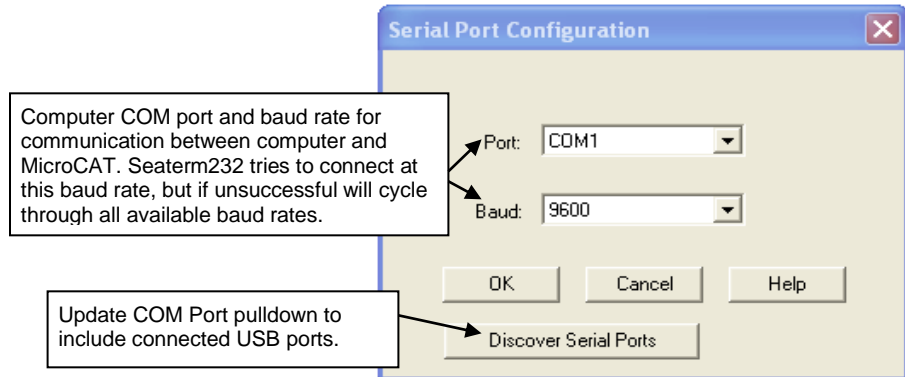 Serial Port Configuration
Computer COM port and baud rate for
communication between computer and
MicroCAT. Seaterm232 tries to connect at
this baud rate, but if unsuccessful will cycle
through all available baud rates.
Port: COM1
Baud: 9600
OK Cancel Help
Update COM Port pulldown to
include connected USB ports.
Discover Serial Ports